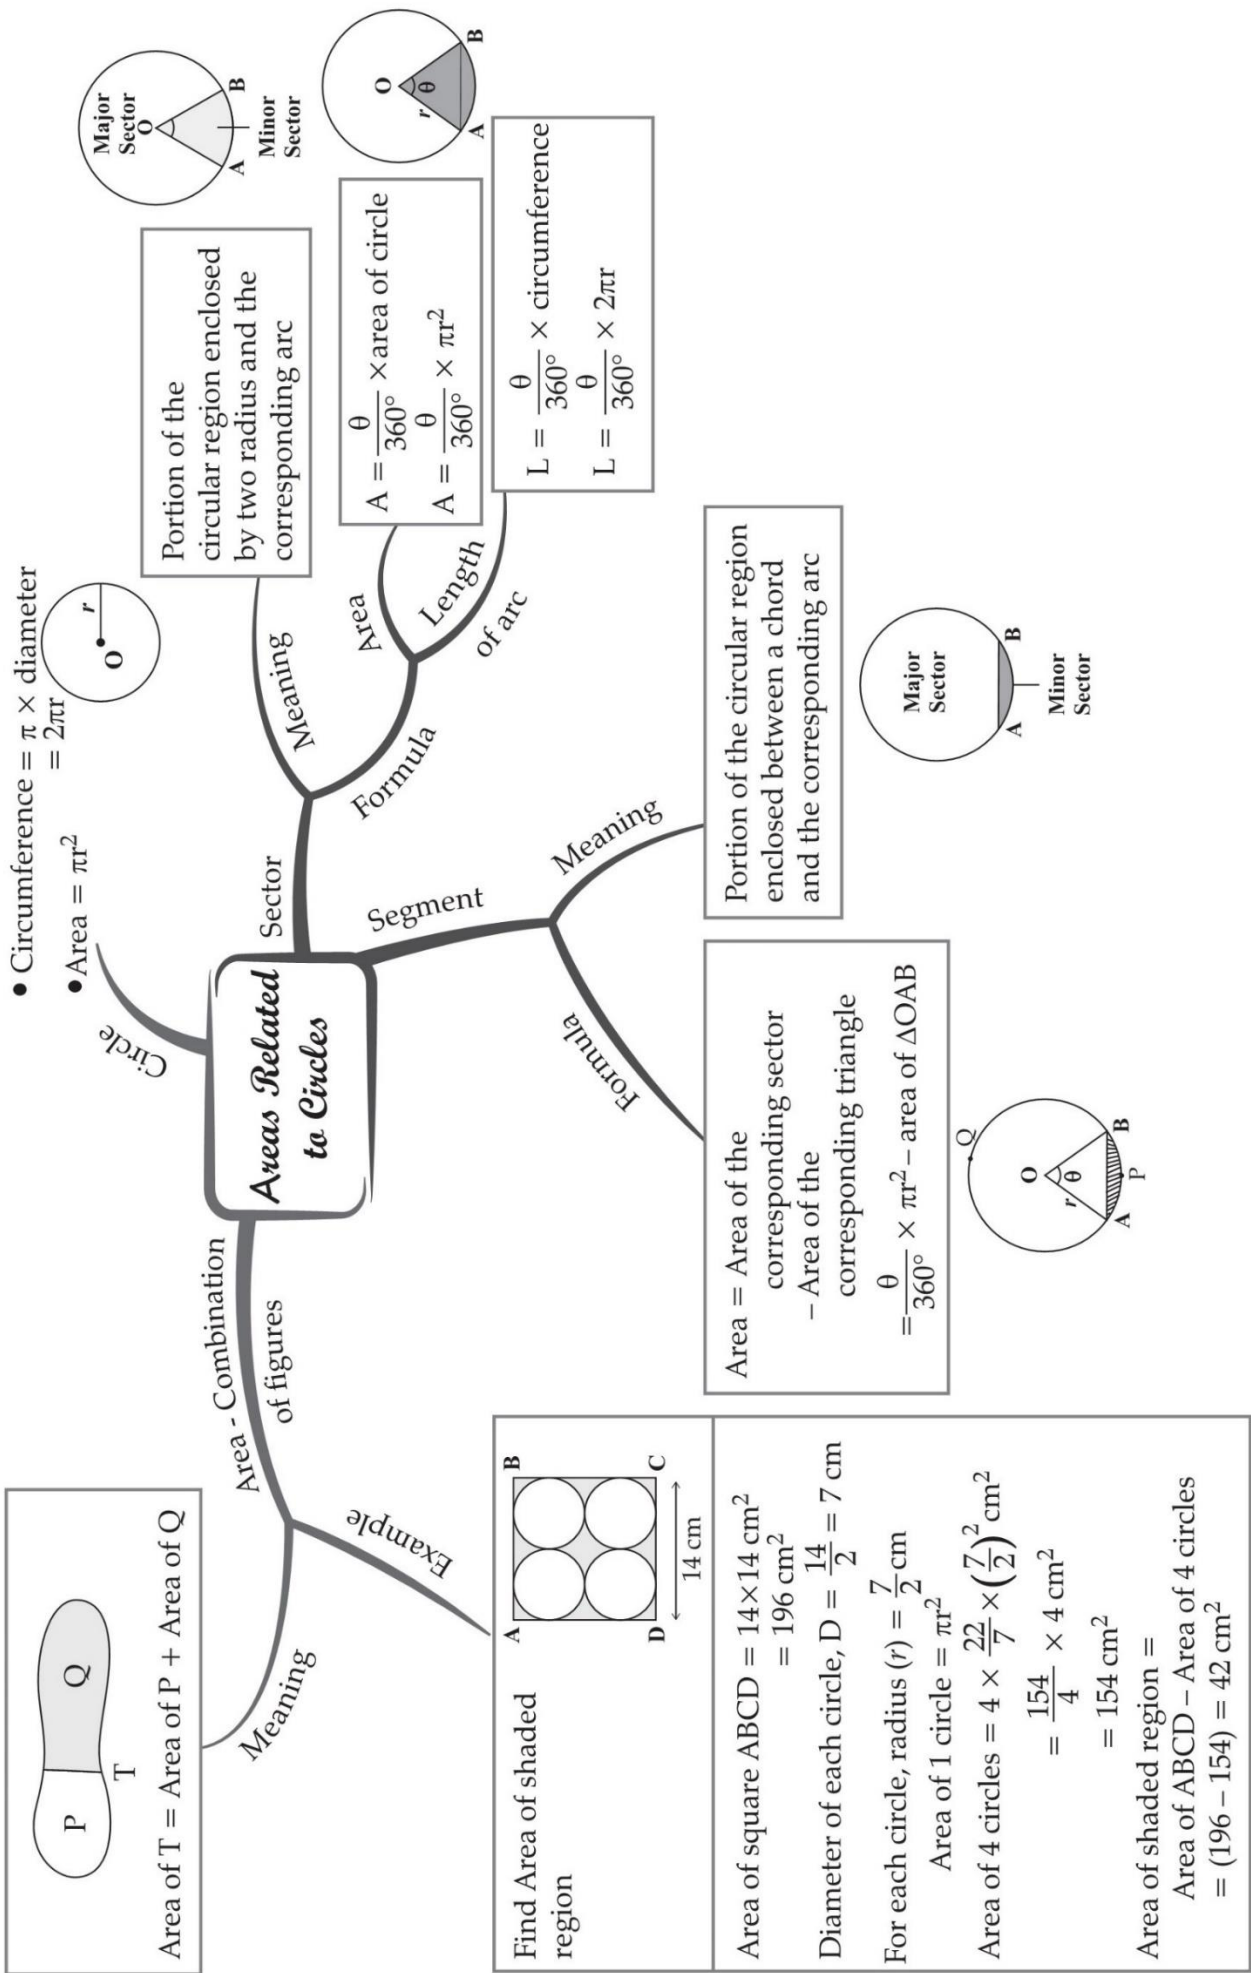 Areas Related
to Circles
Circle
• Circumference = π × diameter
= 2πr
• Area = πr²
O
r
Sector
Meaning
Portion of the
circular region enclosed
by two radius and the
corresponding arc
Major
Sector
O
A
B
Minor
Sector
Formula
Area
A = θ/360° ×area of circle
A = θ/360° × πr²
O
r
θ
A
B
Length
of arc
L = θ/360° × circumference
L = θ/360° × 2πr
Segment
Meaning
Portion of the circular region
enclosed between a chord
and the corresponding arc
Major
Sector
A
B
Minor
Sector
Formula
Area = Area of the
corresponding sector
– Area of the
corresponding triangle
= θ/360° × πr² – area of ΔOAB
Q
O
r
θ
A
B
P
Area - Combination
of figures
Meaning
P
Q
T
Area of T = Area of P + Area of Q
Example
Find Area of shaded
region
A
B
D
C
14 cm
Area of square ABCD = 14×14 cm²
= 196 cm²
Diameter of each circle, D = 14/2 = 7 cm
For each circle, radius (r) = 7/2 cm
Area of 1 circle = πr²
Area of 4 circles = 4 × 22/7 × (7/2)² cm²
= 154/4 × 4 cm²
= 154 cm²
Area of shaded region =
Area of ABCD – Area of 4 circles
= (196 – 154) = 42 cm²